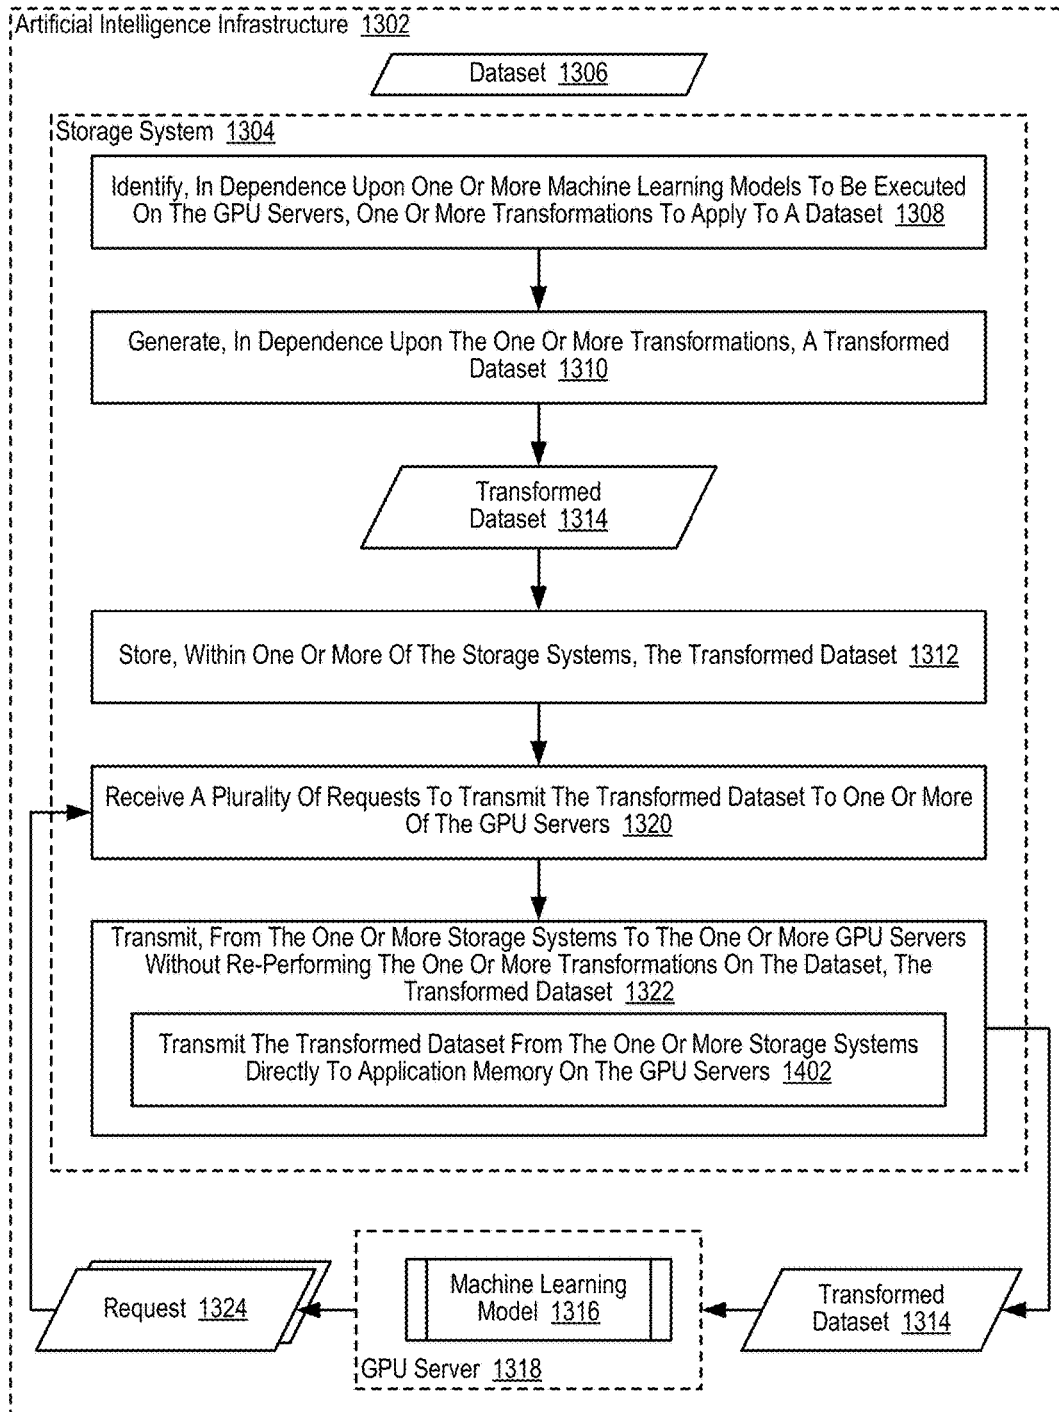 Artificial Intelligence Infrastructure 1302
Dataset 1306
Storage System 1304
Identify, In Dependence Upon One Or More Machine Learning Models To Be Executed
On The GPU Servers, One Or More Transformations To Apply To A Dataset 1308
Generate, In Dependence Upon The One Or More Transformations, A Transformed
Dataset 1310
Transformed
Dataset 1314
Store, Within One Or More Of The Storage Systems, The Transformed Dataset 1312
Receive A Plurality Of Requests To Transmit The Transformed Dataset To One Or More
Of The GPU Servers 1320
Transmit, From The One Or More Storage Systems To The One Or More GPU Servers
Without Re-Performing The One Or More Transformations On The Dataset, The
Transformed Dataset 1322
Transmit The Transformed Dataset From The One Or More Storage Systems
Directly To Application Memory On The GPU Servers 1402
Request 1324
Machine Learning
Model 1316
GPU Server 1318
Transformed
Dataset 1314